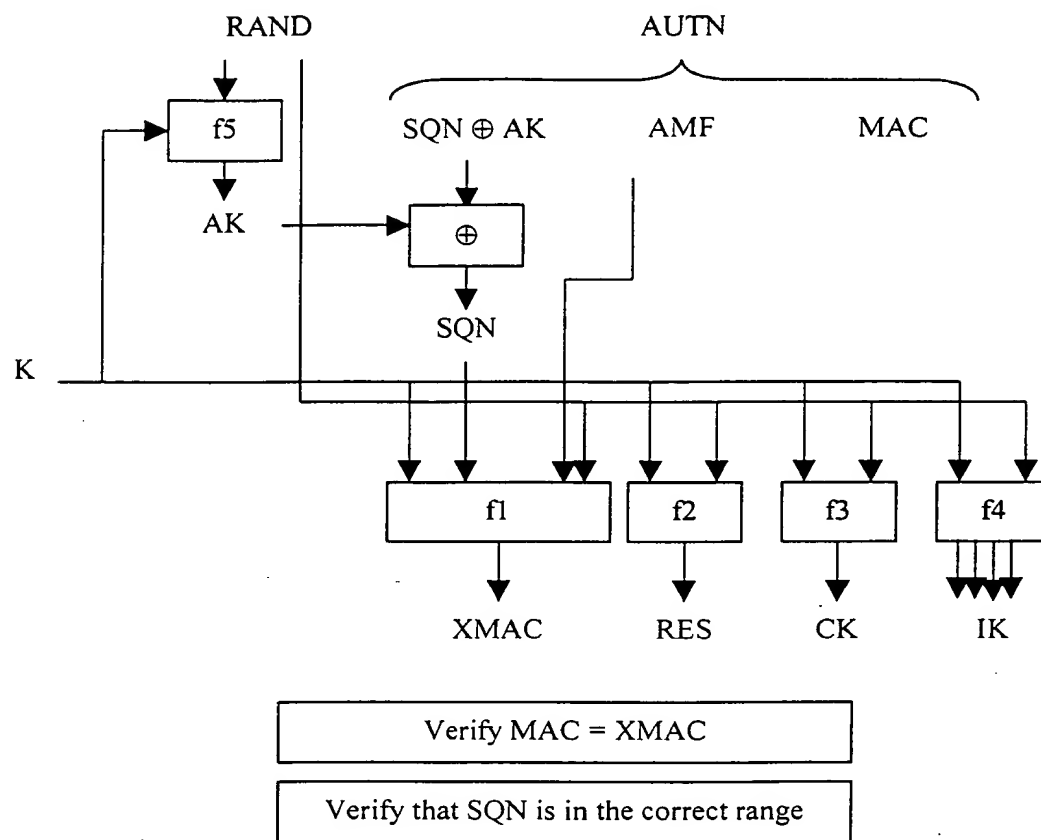 RAND AUTN
f5
SQN ⊕ AK AMF MAC
AK
⊕
SQN
K
f1 f2 f3 f4
XMAC RES CK IK
Verify MAC = XMAC
Verify that SQN is in the correct range